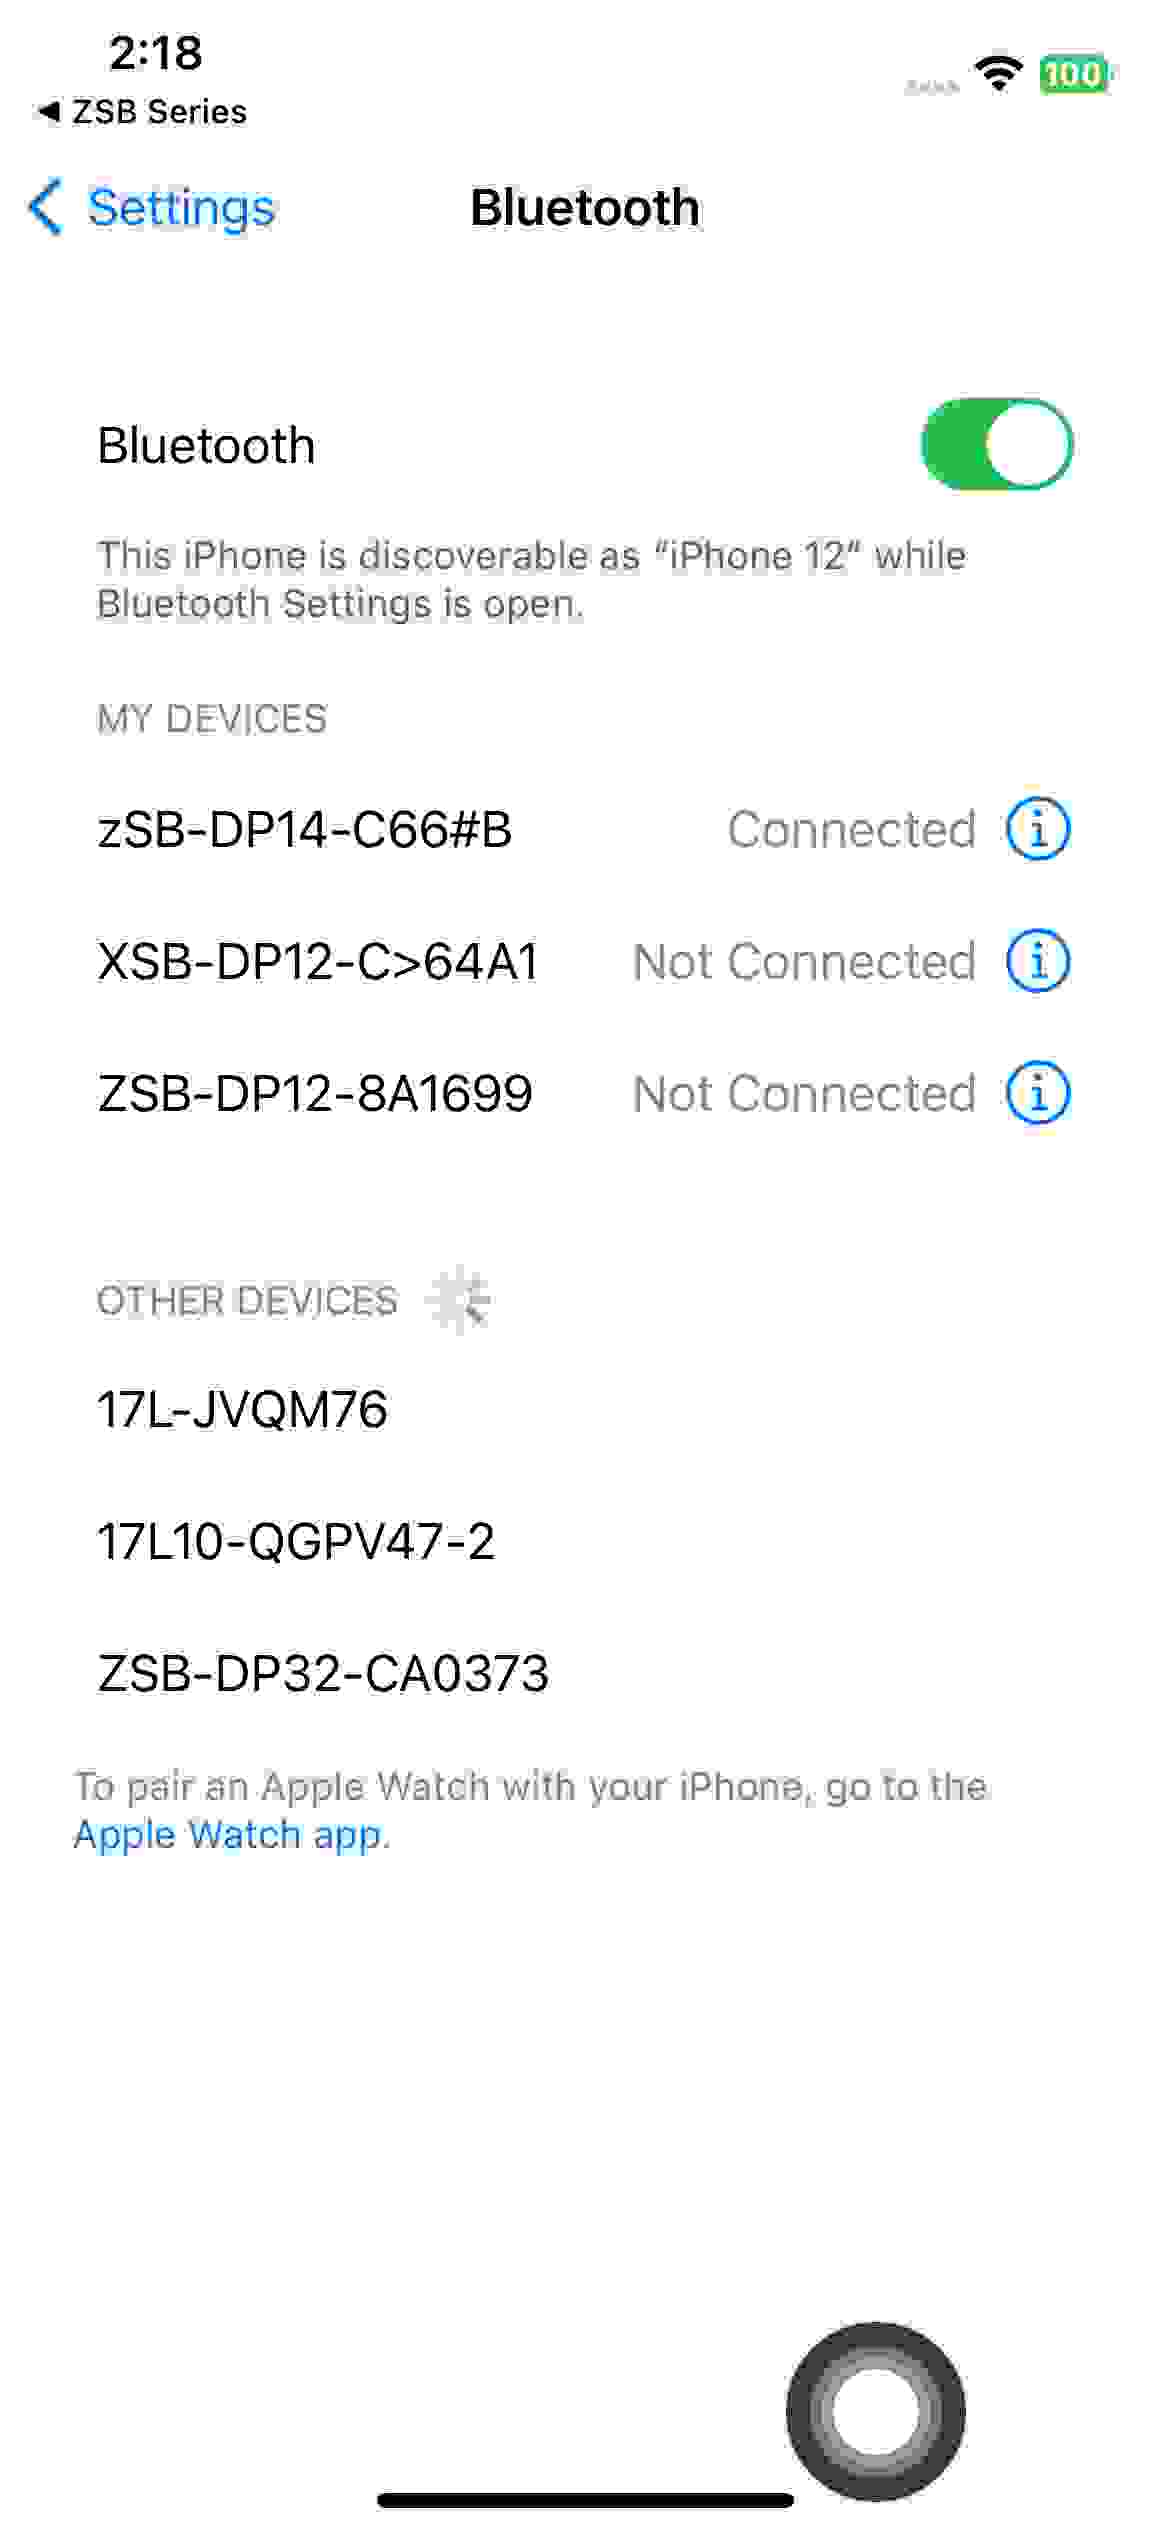 2:18
◀ ZSB Series
100
Settings
Bluetooth
Bluetooth
This iPhone is discoverable as “iPhone 12” while
Bluetooth Settings is open.
MY DEVICES
zSB-DP14-C66#B Connected
XSB-DP12-C>64A1 Not Connected
ZSB-DP12-8A1699 Not Connected
OTHER DEVICES
17L-JVQM76
17L10-QGPV47-2
ZSB-DP32-CA0373
To pair an Apple Watch with your iPhone, go to the
Apple Watch app.